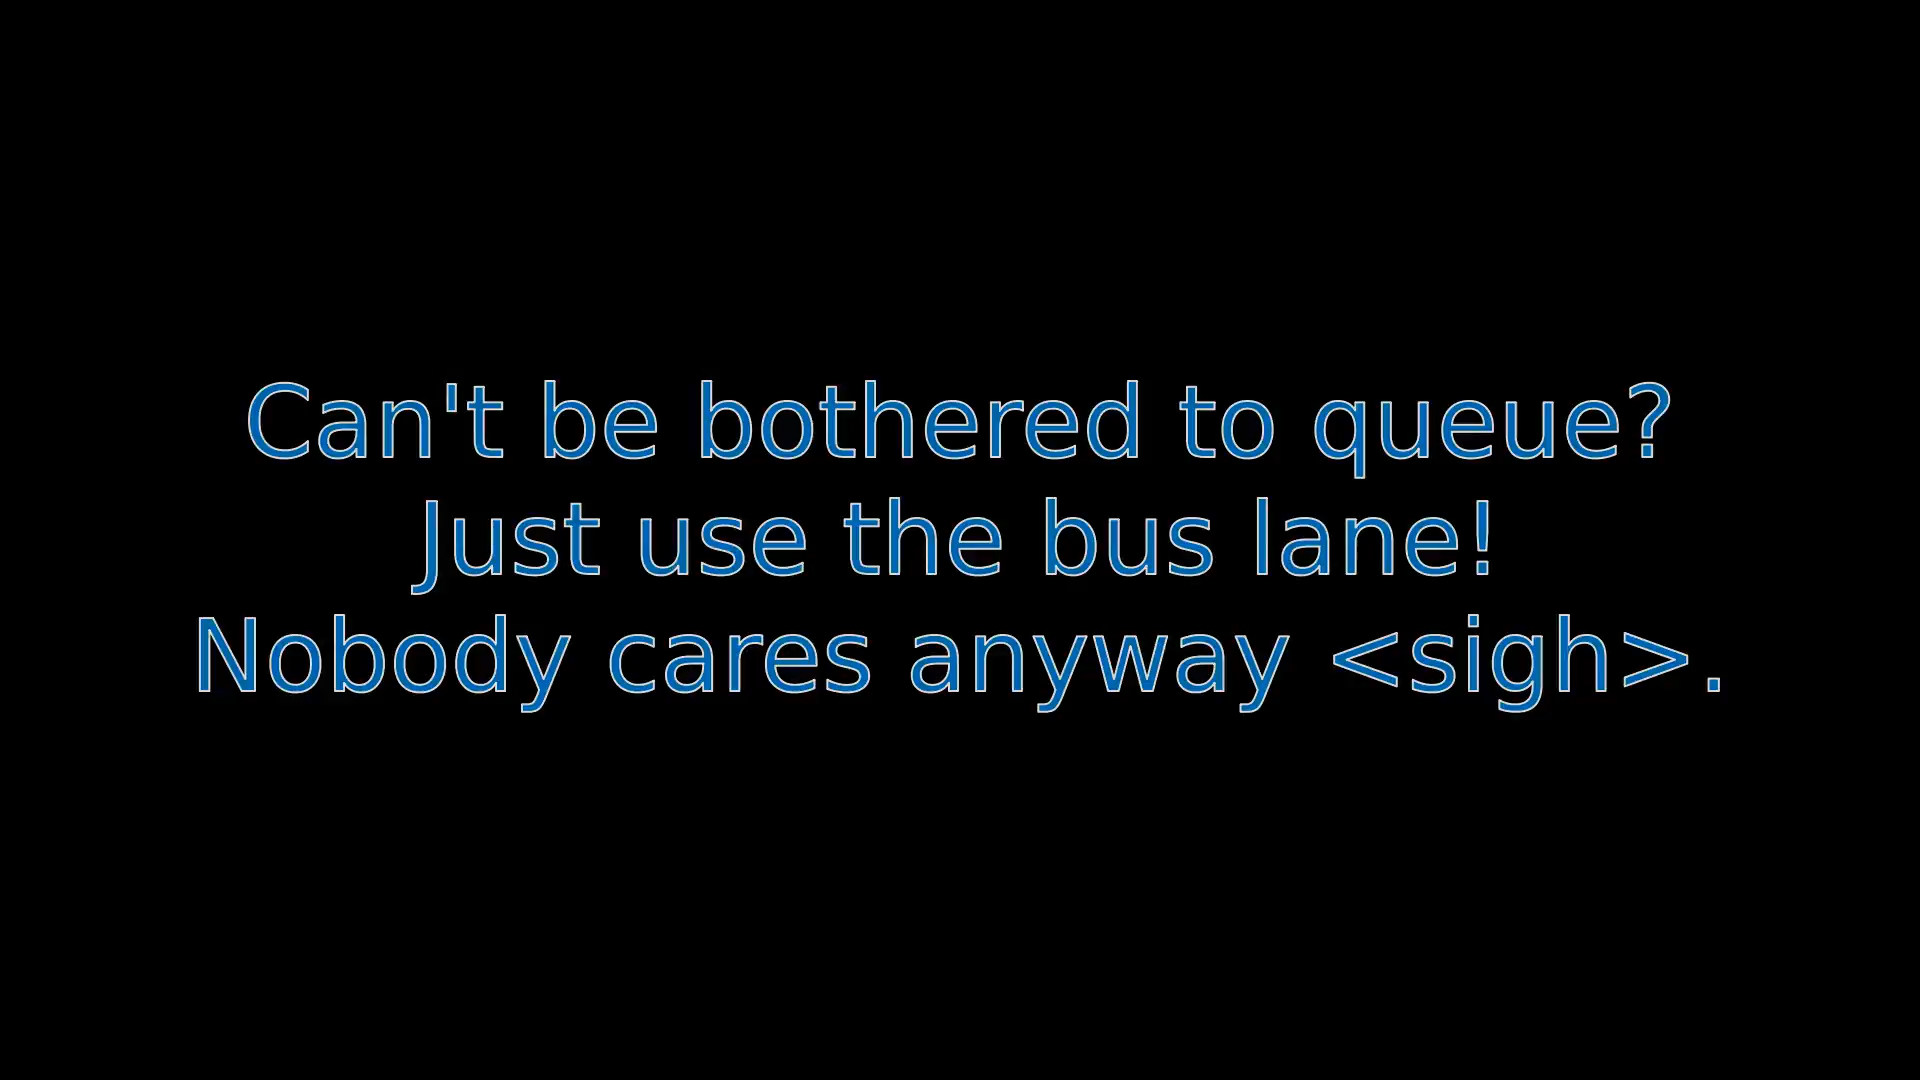 Can't be bothered to queue?
Just use the bus lane!
Nobody cares anyway <sigh>.